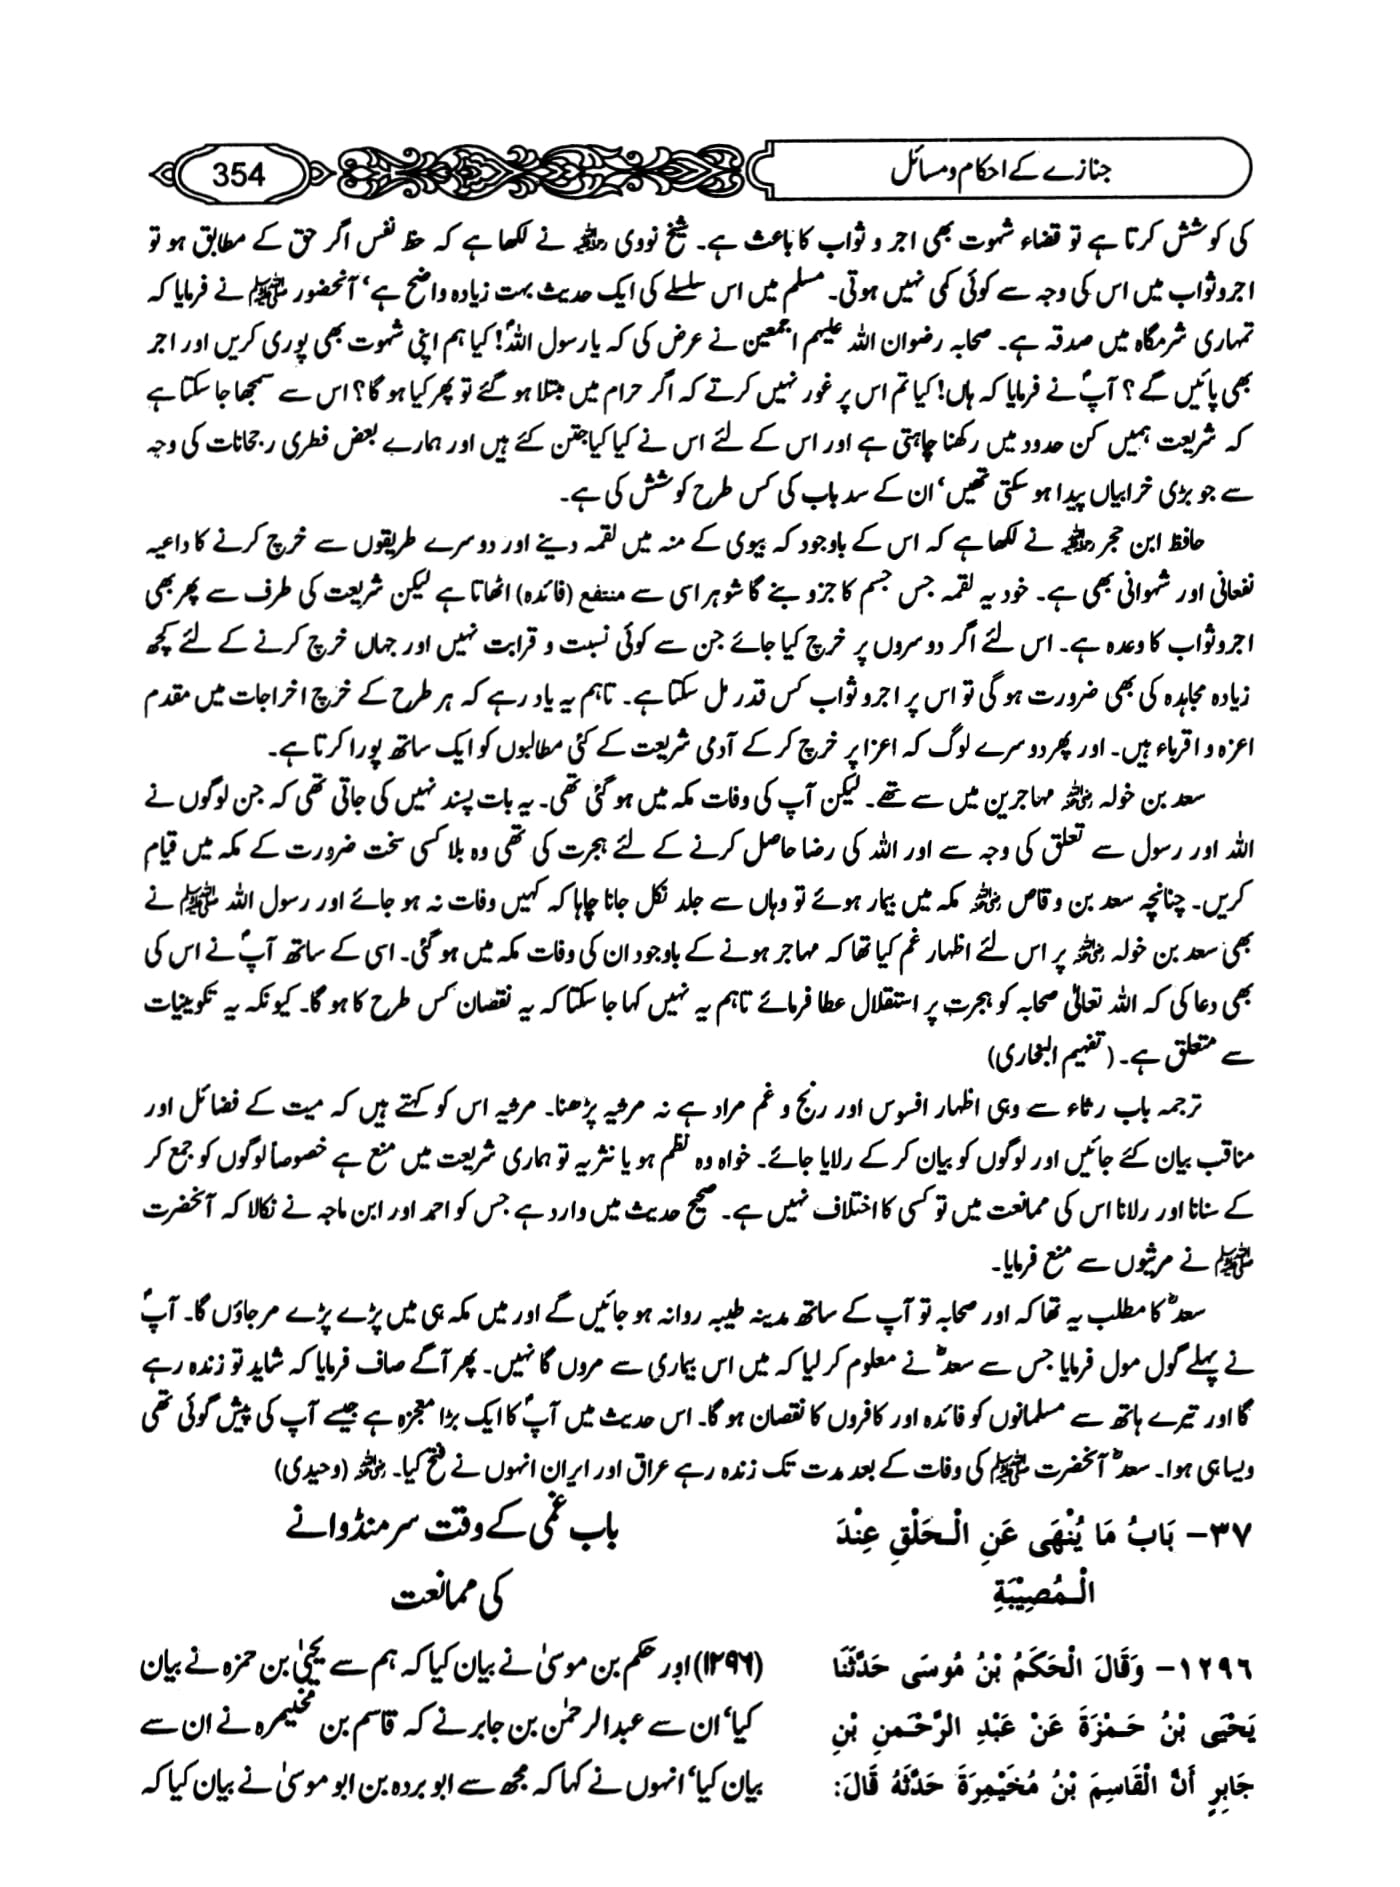 جنازے کے احکام و مسائل
354
کی کوشش کرتا ہے تو قضاء شہوت بھی اجر و ثواب کا باعث ہے۔ شیخ نووی رحمۃ اللہ علیہ نے لکھا ہے کہ حظ نفس اگر حق کے مطابق ہو تو
اجر و ثواب میں اس کی وجہ سے کوئی کمی نہیں ہوتی۔ مسلم میں اس سلسلے کی ایک حدیث بہت زیادہ واضح ہے‘ آنحضور ﷺ نے فرمایا کہ
تمہاری شرمگاہ میں صدقہ ہے۔ صحابہ رضوان اللہ علیہم اجمعین نے عرض کی کہ یا رسول اللہؐ! کیا ہم اپنی شہوت بھی پوری کریں اور اجر
بھی پائیں گے؟ آپؐ نے فرمایا کہ ہاں! کیا تم اس پر غور نہیں کرتے کہ اگر حرام میں مبتلا ہو گئے تو پھر کیا ہو گا؟ اس سے سمجھا جا سکتا ہے
کہ شریعت ہمیں کن حدود میں رکھنا چاہتی ہے اور اس کے لئے اس نے کیا کیا جتن کئے ہیں اور ہمارے بعض فطری رجحانات کی وجہ
سے جو بڑی خرابیاں پیدا ہو سکتی تھیں‘ ان کے سد باب کی کس طرح کوشش کی ہے۔
حافظ ابن حجر رحمۃ اللہ علیہ نے لکھا ہے کہ اس کے باوجود کہ بیوی کے منہ میں لقمہ دینے اور دوسرے طریقوں سے خرچ کرنے کا داعیہ
نفعانی اور شہوانی بھی ہے۔ خود یہ لقمہ جس جسم کا جزو بنے گا شوہر اسی سے منتفع (فائدہ) اٹھاتا ہے لیکن شریعت کی طرف سے پھر بھی
اجر و ثواب کا وعدہ ہے۔ اس لئے اگر دوسروں پر خرچ کیا جائے جن سے کوئی نسبت و قرابت نہیں اور جہاں خرچ کرنے کے لئے کچھ
زیادہ مجاہدہ کی بھی ضرورت ہو گی تو اس پر اجر و ثواب کس قدر مل سکتا ہے۔ تاہم یہ یاد رہے کہ ہر طرح کے خرچ اخراجات میں مقدم
اعزہ و اقرباء ہیں۔ اور پھر دوسرے لوگ کہ اعزا پر خرچ کر کے آدمی شریعت کے کئی مطالبوں کو ایک ساتھ پورا کرتا ہے۔
سعد بن خولہ رضی اللہ عنہ مہاجرین میں سے تھے۔ لیکن آپ کی وفات مکہ میں ہو گئی تھی۔ یہ بات پسند نہیں کی جاتی تھی کہ جن لوگوں نے
اللہ اور رسول سے تعلق کی وجہ سے اور اللہ کی رضا حاصل کرنے کے لئے ہجرت کی تھی وہ بلا کسی سخت ضرورت کے مکہ میں قیام
کریں۔ چنانچہ سعد بن وقاص رضی اللہ عنہ مکہ میں بیمار ہوئے تو وہاں سے جلد نکل جانا چاہا کہ کہیں وفات نہ ہو جائے اور رسول اللہ ﷺ نے
بھی سعد بن خولہ رضی اللہ عنہ پر اس لئے اظہار غم کیا تھا کہ مہاجر ہونے کے باوجود ان کی وفات مکہ میں ہو گئی۔ اسی کے ساتھ آپؐ نے اس کی
بھی دعا کی کہ اللہ تعالیٰ صحابہ کو ہجرت پر استقلال عطا فرمائے تاہم یہ نہیں کہا جا سکتا کہ یہ نقصان کس طرح کا ہو گا۔ کیونکہ یہ تکوینیات
سے متعلق ہے۔ (تفہیم البخاری)
ترجمہ باب رثاء سے وہی اظہار افسوس اور رنج و غم مراد ہے نہ مرثیہ پڑھنا۔ مرثیہ اس کو کہتے ہیں کہ میت کے فضائل اور
مناقب بیان کئے جائیں اور لوگوں کو بیان کر کے رلایا جائے۔ خواہ وہ نظم ہو یا نثر یہ تو ہماری شریعت میں منع ہے خصوصاً لوگوں کو جمع کر
کے سنانا اور رلانا اس کی ممانعت میں تو کسی کا اختلاف نہیں ہے۔ صحیح حدیث میں وارد ہے جس کو احمد اور ابن ماجہ نے نکالا کہ آنحضرت
ﷺ نے مرثیوں سے منع فرمایا۔
سعدؓ کا مطلب یہ تھا کہ اور صحابہ تو آپ کے ساتھ مدینہ طیبہ روانہ ہو جائیں گے اور میں مکہ ہی میں پڑے پڑے مر جاؤں گا۔ آپؐ
نے پہلے گول مول فرمایا جس سے سعدؓ نے معلوم کر لیا کہ میں اس بیماری سے مروں گا نہیں۔ پھر آگے صاف فرمایا کہ شاید تو زندہ رہے
گا اور تیرے ہاتھ سے مسلمانوں کو فائدہ اور کافروں کا نقصان ہو گا۔ اس حدیث میں آپؐ کا ایک بڑا معجزہ ہے جیسے آپ کی پیش گوئی تھی
ویسا ہی ہوا۔ سعدؓ آنحضرت ﷺ کی وفات کے بعد مدت تک زندہ رہے عراق اور ایران انہوں نے فتح کیا۔ رضی اللہ عنہ (وحیدی)
٣٧- بَابُ مَا يُنْهَى عَنِ الْحَلْقِ عِنْدَ
الْمُصِيْبَةِ
١٢٩٦- وَقَالَ الْحَكَمُ بْنُ مُوسَى حَدَّثَنَا
يَحْيَى بْنُ حَمْزَةَ عَنْ عَبْدِ الرَّحْمنِ بْنِ
جَابِرٍ أَنَّ الْقَاسِمَ بْنُ مُخَيْمِرَةَ حَدَّثَهُ قَالَ:
باب غمی کے وقت سر منڈوانے
کی ممانعت
(۱۲۹۶) اور حکم بن موسیٰ نے بیان کیا کہ ہم سے یحییٰ بن حمزہ نے بیان
کیا‘ ان سے عبدالرحمٰن بن جابر نے کہ قاسم بن مخیمرہ نے ان سے
بیان کیا‘ انہوں نے کہا کہ مجھ سے ابو بردہ بن ابو موسیٰ نے بیان کیا کہ